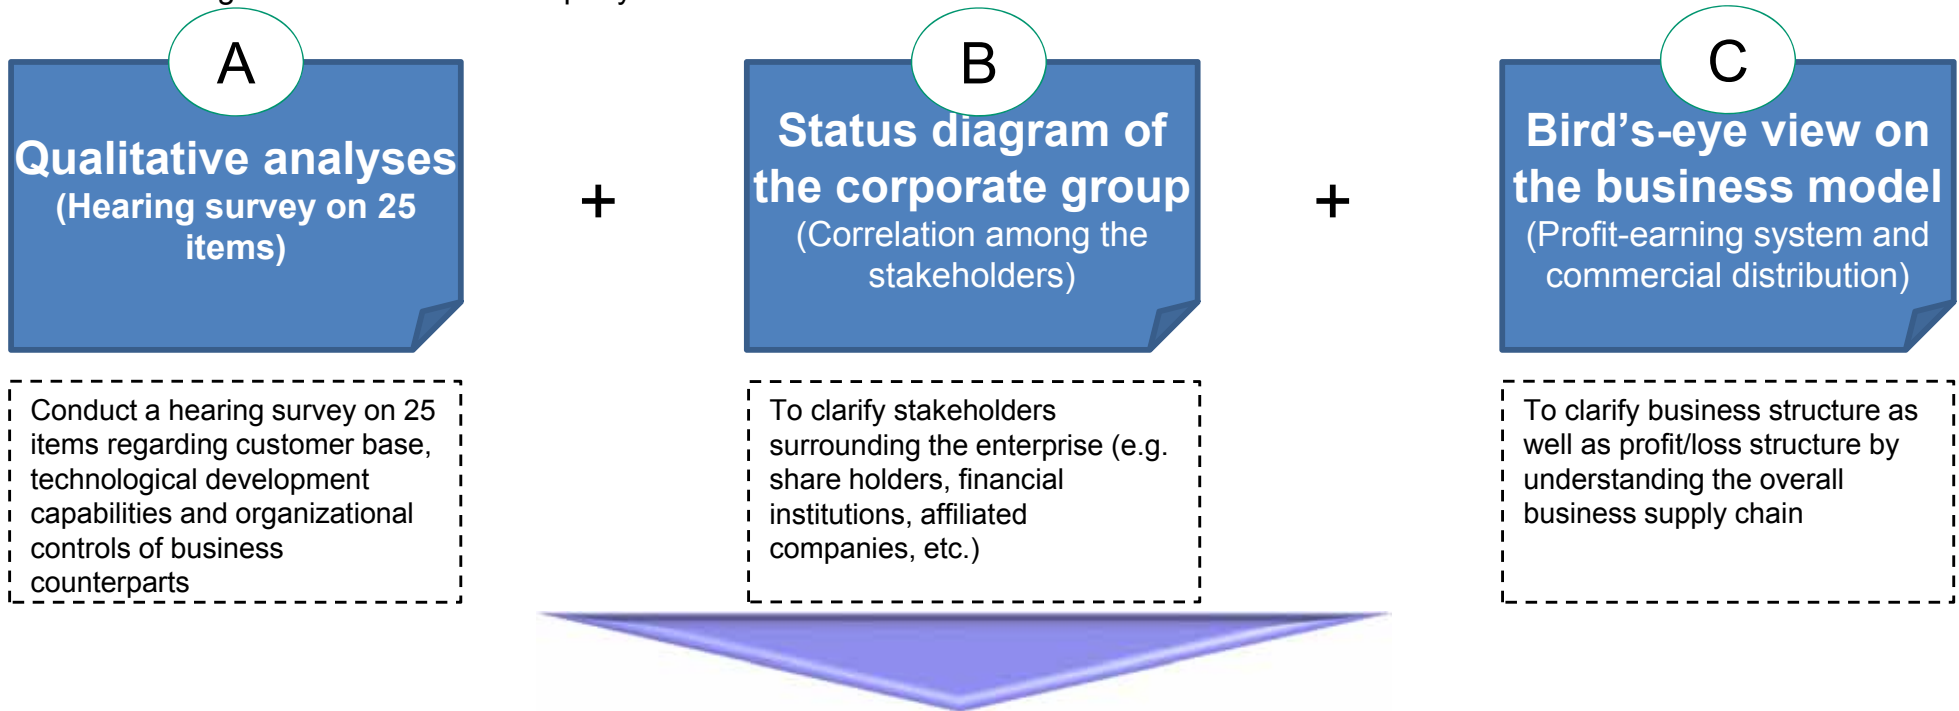 A
Qualitative analyses
(Hearing survey on 25
items)
Conduct a hearing survey on 25
items regarding customer base,
technological development
capabilities and organizational
controls of business
counterparts
+
B
Status diagram of
the corporate group
(Correlation among the
stakeholders)
To clarify stakeholders
surrounding the enterprise (e.g.
share holders, financial
institutions, affiliated
companies, etc.)
+
C
Bird’s-eye view on
the business model
(Profit-earning system and
commercial distribution)
To clarify business structure as
well as profit/loss structure by
understanding the overall
business supply chain